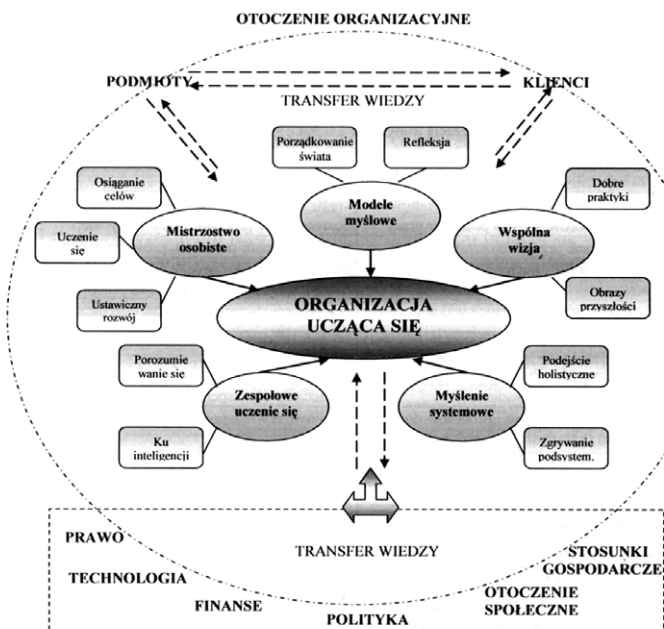 OTOCZENIE ORGANIZACYJNE
PODMIOTY
KLIENCI
TRANSFER WIEDZY
Porządkowanie
świata
Refleksja
Osiąganie
celów
Modele
myślowe
Dobre
praktyki
Uczenie
się
Mistrzostwo
osobiste
Wspólna
wizja
Ustawiczny
rozwój
Obrazy
przyszłości
ORGANIZACJA
UCZĄCA SIĘ
Porozumie
wanie się
Podejście
holistyczne
Zespołowe
uczenie się
Myślenie
systemowe
Ku
inteligencji
Zgrywanie
podsystem.
PRAWO
TRANSFER WIEDZY
STOSUNKI
GOSPODARCZE
TECHNOLOGIA
OTOCZENIE
SPOŁECZNE
FINANSE
POLITYKA